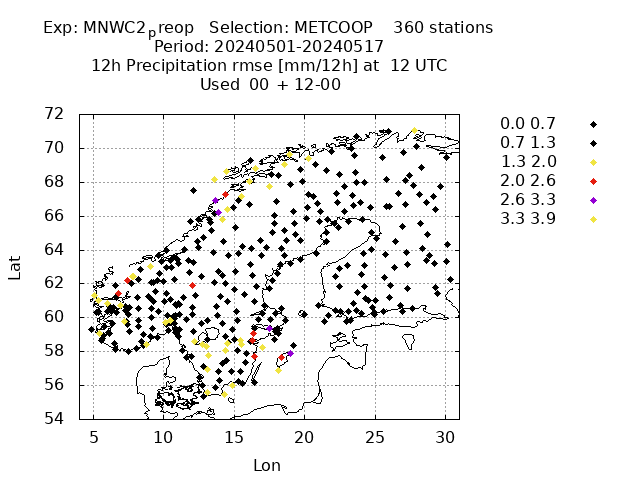 Exp: MNWC2preop   Selection: METCOOP    360 stations
Period: 20240501-20240517
12h Precipitation rmse [mm/12h] at  12 UTC
Used  00 + 12-00
0.0 0.7
0.7 1.3
1.3 2.0
2.0 2.6
2.6 3.3
3.3 3.9
72
70
68
66
64
62
60
58
56
54
Lat
5 10 15 20 25 30
Lon